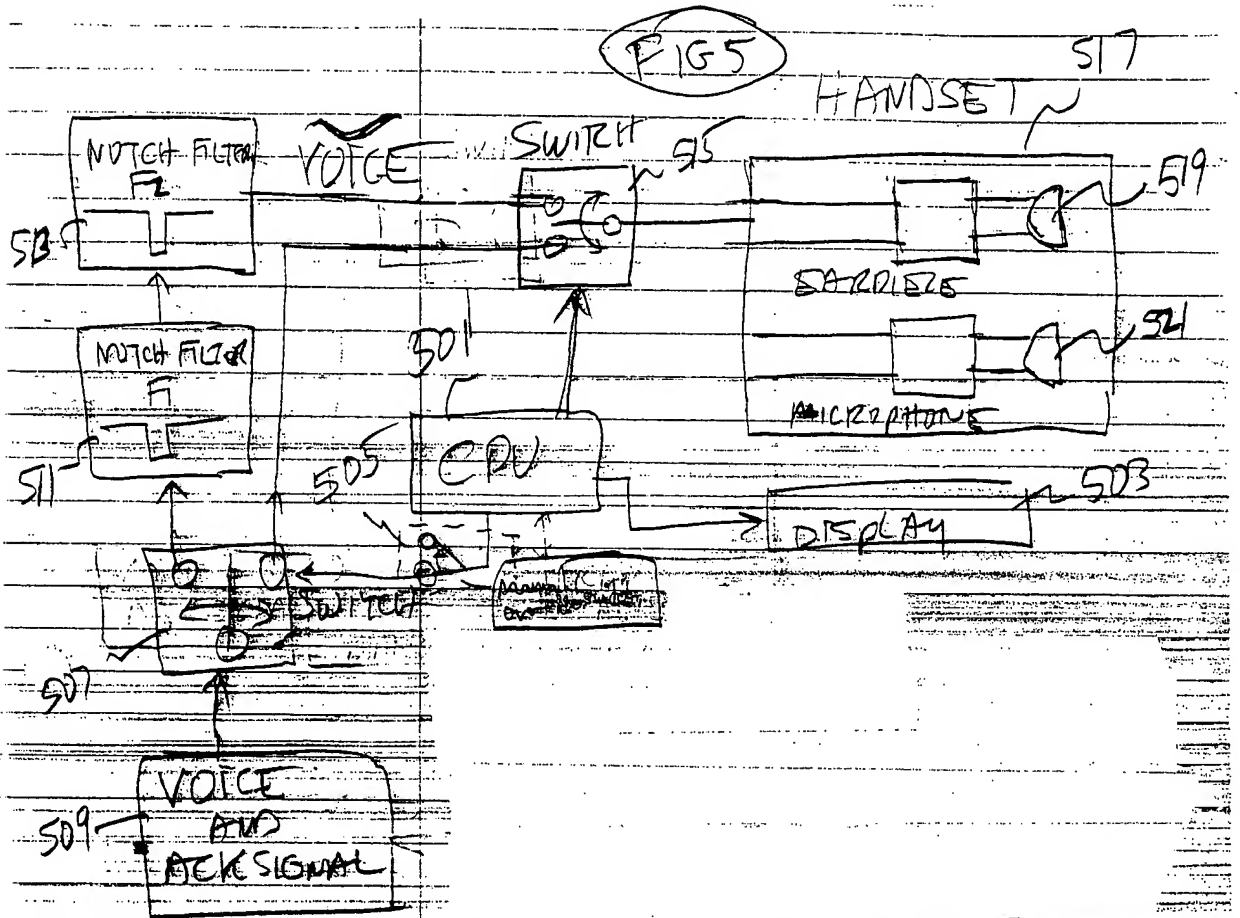 FIG 5
517
HANDSET
NOTCH FILTER
F2
VOICE
SWITCH
515
519
513
EARPIEZE
NOTCH FILTER
F1
501
521
MICROPHONE
511
505
CPU
503
DISPLAY
SWITCH
507
VOICE
AND
ACK SIGNAL
509